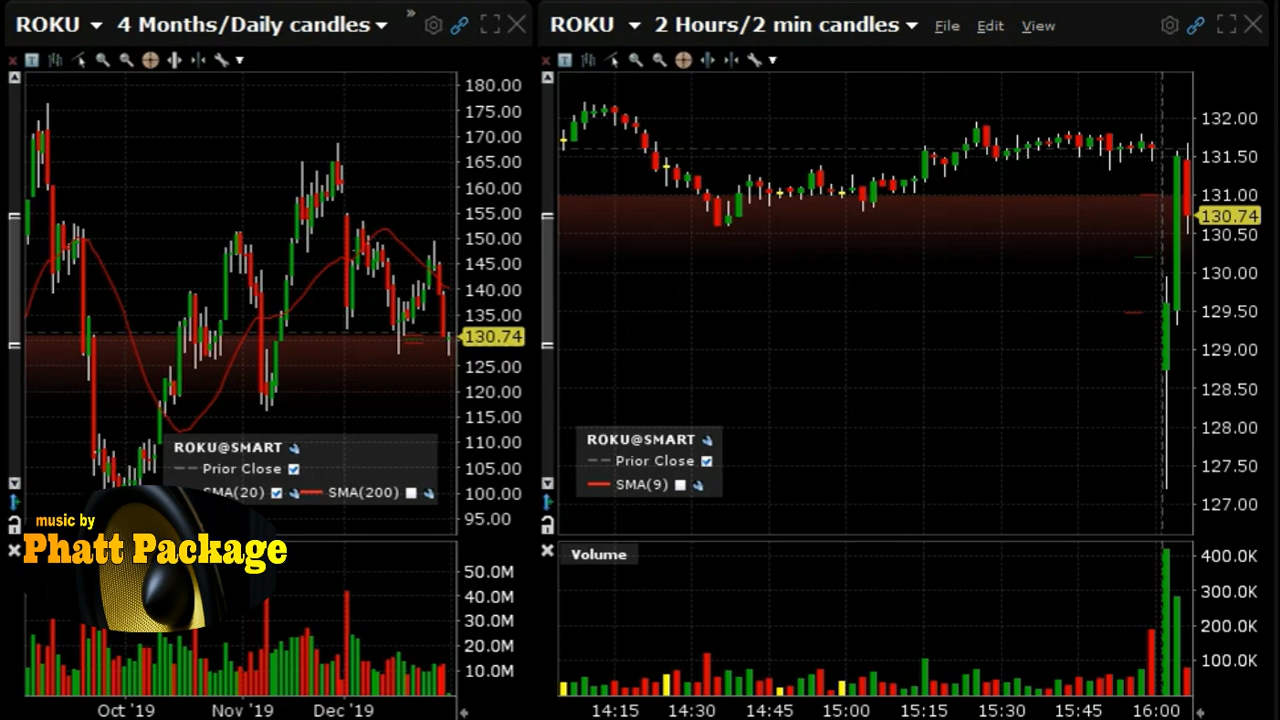 ROKU 4 Months/Daily candles »
180.00
175.00
170.00
165.00
160.00
155.00
150.00
145.00
140.00
135.00
130.74
125.00
120.00
115.00
110.00
105.00
100.00
95.00
ROKU@SMART
Prior Close
SMA(20) SMA(200)
music by
Phatt Package
50.0M
40.0M
30.0M
20.0M
10.0M
Oct '19 Nov '19 Dec '19
ROKU 2 Hours/2 min candles File Edit View
132.00
131.50
131.00
130.74
130.50
130.00
129.50
129.00
128.50
128.00
127.50
127.00
ROKU@SMART
Prior Close
SMA(9)
Volume
400.0K
300.0K
200.0K
100.0K
14:15 14:30 14:45 15:00 15:15 15:30 15:45 16:00